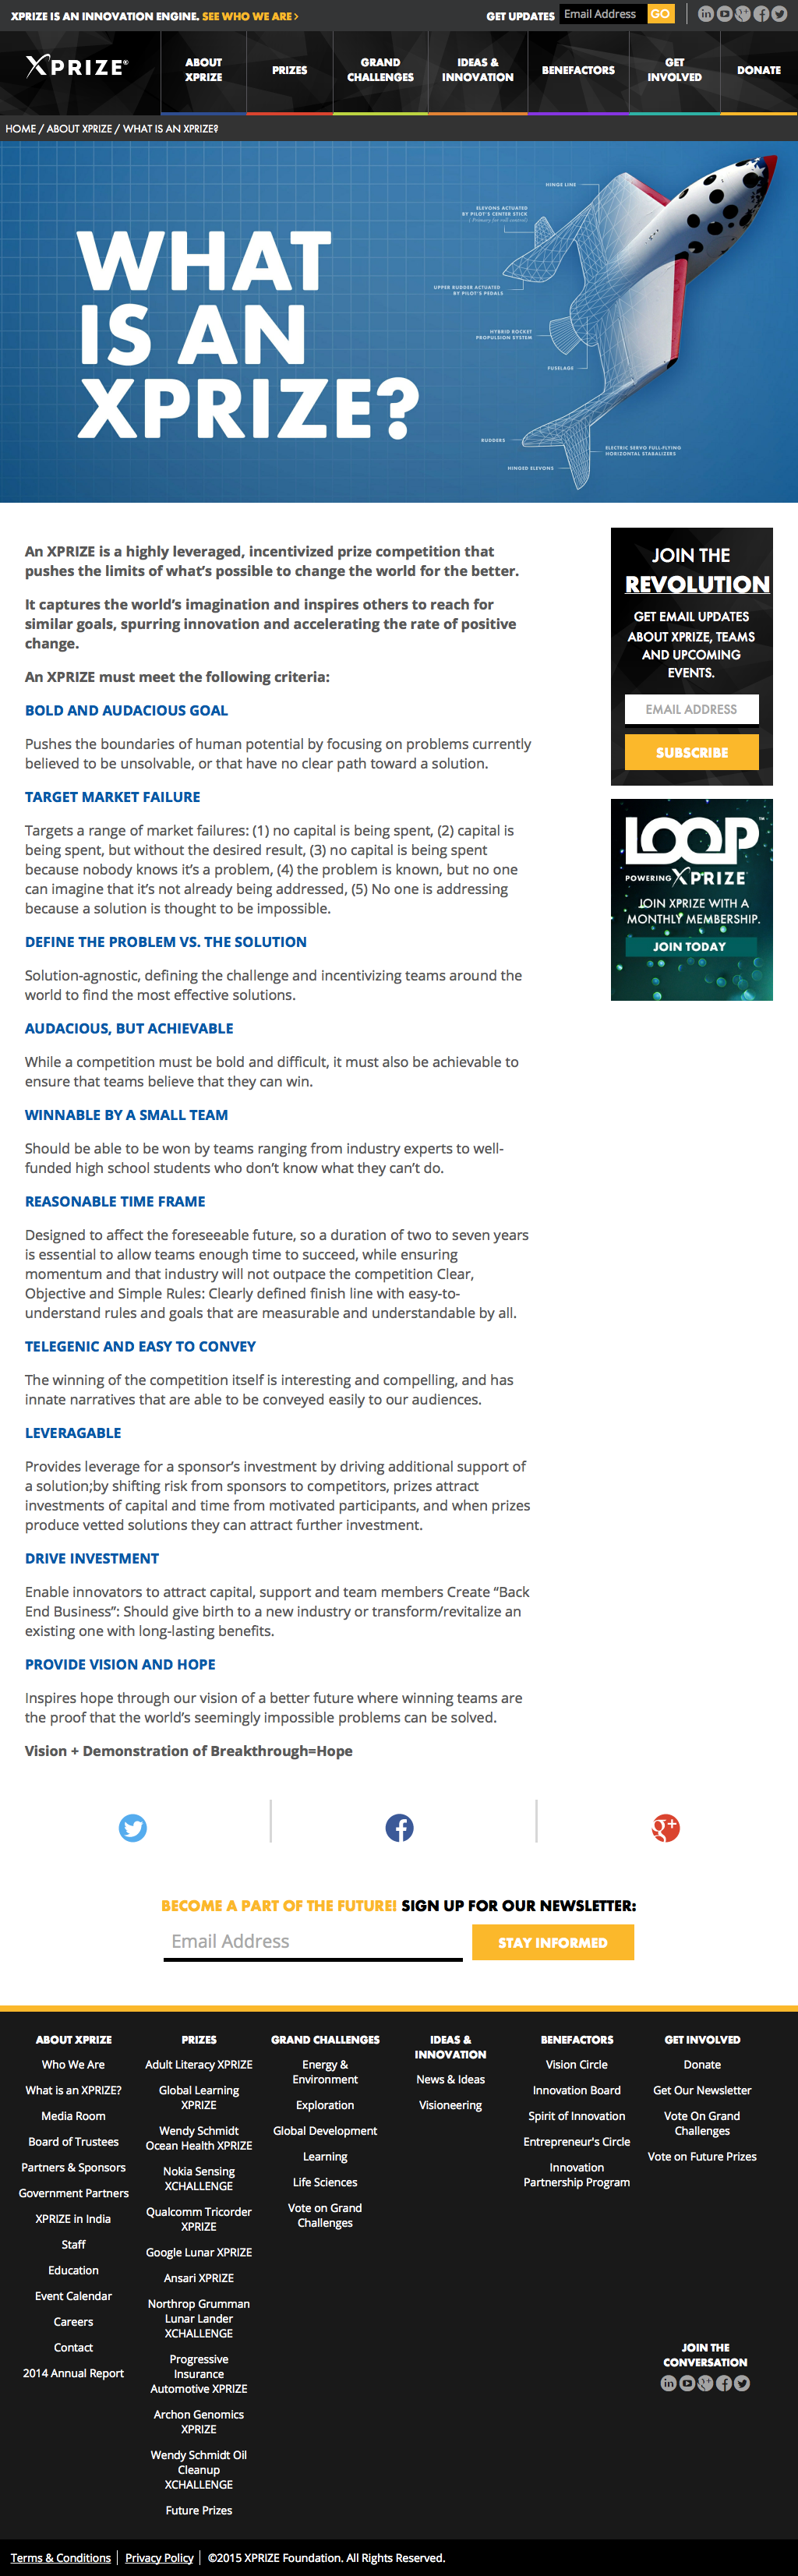 XPRIZE IS AN INNOVATION ENGINE. SEE WHO WE ARE >
GET UPDATES
Email Address
GO
XPRIZE®
ABOUT
XPRIZE
PRIZES
GRAND
CHALLENGES
IDEAS &
INNOVATION
BENEFACTORS
GET
INVOLVED
DONATE
HOME / ABOUT XPRIZE / WHAT IS AN XPRIZE?
WHAT
IS AN
XPRIZE?
HINGE LINE
ELEVONS ACTUATED
BY PILOT'S CENTER STICK
(Primary for roll control)
UPPER RUDDER ACTUATED
BY PILOT'S PEDALS
HYBRID ROCKET
PROPULSION SYSTEM
FUSELAGE
RUDDERS
ELECTRIC SERVO FULL-FLYING
HORIZONTAL STABALIZERS
HINGED ELEVONS
An XPRIZE is a highly leveraged, incentivized prize competition that
pushes the limits of what’s possible to change the world for the better.
It captures the world’s imagination and inspires others to reach for
similar goals, spurring innovation and accelerating the rate of positive
change.
An XPRIZE must meet the following criteria:
BOLD AND AUDACIOUS GOAL
Pushes the boundaries of human potential by focusing on problems currently
believed to be unsolvable, or that have no clear path toward a solution.
TARGET MARKET FAILURE
Targets a range of market failures: (1) no capital is being spent, (2) capital is
being spent, but without the desired result, (3) no capital is being spent
because nobody knows it’s a problem, (4) the problem is known, but no one
can imagine that it’s not already being addressed, (5) No one is addressing
because a solution is thought to be impossible.
DEFINE THE PROBLEM VS. THE SOLUTION
Solution-agnostic, defining the challenge and incentivizing teams around the
world to find the most effective solutions.
AUDACIOUS, BUT ACHIEVABLE
While a competition must be bold and difficult, it must also be achievable to
ensure that teams believe that they can win.
WINNABLE BY A SMALL TEAM
Should be able to be won by teams ranging from industry experts to well-
funded high school students who don’t know what they can’t do.
REASONABLE TIME FRAME
Designed to affect the foreseeable future, so a duration of two to seven years
is essential to allow teams enough time to succeed, while ensuring
momentum and that industry will not outpace the competition Clear,
Objective and Simple Rules: Clearly defined finish line with easy-to-
understand rules and goals that are measurable and understandable by all.
TELEGENIC AND EASY TO CONVEY
The winning of the competition itself is interesting and compelling, and has
innate narratives that are able to be conveyed easily to our audiences.
LEVERAGABLE
Provides leverage for a sponsor’s investment by driving additional support of
a solution;by shifting risk from sponsors to competitors, prizes attract
investments of capital and time from motivated participants, and when prizes
produce vetted solutions they can attract further investment.
DRIVE INVESTMENT
Enable innovators to attract capital, support and team members Create “Back
End Business”: Should give birth to a new industry or transform/revitalize an
existing one with long-lasting benefits.
PROVIDE VISION AND HOPE
Inspires hope through our vision of a better future where winning teams are
the proof that the world’s seemingly impossible problems can be solved.
Vision + Demonstration of Breakthrough=Hope
JOIN THE
REVOLUTION
GET EMAIL UPDATES
ABOUT XPRIZE, TEAMS
AND UPCOMING
EVENTS.
EMAIL ADDRESS
SUBSCRIBE
LOOP™
POWERING XPRIZE
JOIN XPRIZE WITH A
MONTHLY MEMBERSHIP.
JOIN TODAY
BECOME A PART OF THE FUTURE! SIGN UP FOR OUR NEWSLETTER:
Email Address
STAY INFORMED
ABOUT XPRIZE
Who We Are
What is an XPRIZE?
Media Room
Board of Trustees
Partners & Sponsors
Government Partners
XPRIZE in India
Staff
Education
Event Calendar
Careers
Contact
2014 Annual Report
PRIZES
Adult Literacy XPRIZE
Global Learning
XPRIZE
Wendy Schmidt
Ocean Health XPRIZE
Nokia Sensing
XCHALLENGE
Qualcomm Tricorder
XPRIZE
Google Lunar XPRIZE
Ansari XPRIZE
Northrop Grumman
Lunar Lander
XCHALLENGE
Progressive
Insurance
Automotive XPRIZE
Archon Genomics
XPRIZE
Wendy Schmidt Oil
Cleanup
XCHALLENGE
Future Prizes
GRAND CHALLENGES
Energy &
Environment
Exploration
Global Development
Learning
Life Sciences
Vote on Grand
Challenges
IDEAS &
INNOVATION
News & Ideas
Visioneering
BENEFACTORS
Vision Circle
Innovation Board
Spirit of Innovation
Entrepreneur's Circle
Innovation
Partnership Program
GET INVOLVED
Donate
Get Our Newsletter
Vote On Grand
Challenges
Vote on Future Prizes
JOIN THE
CONVERSATION
Terms & Conditions | Privacy Policy | ©2015 XPRIZE Foundation. All Rights Reserved.